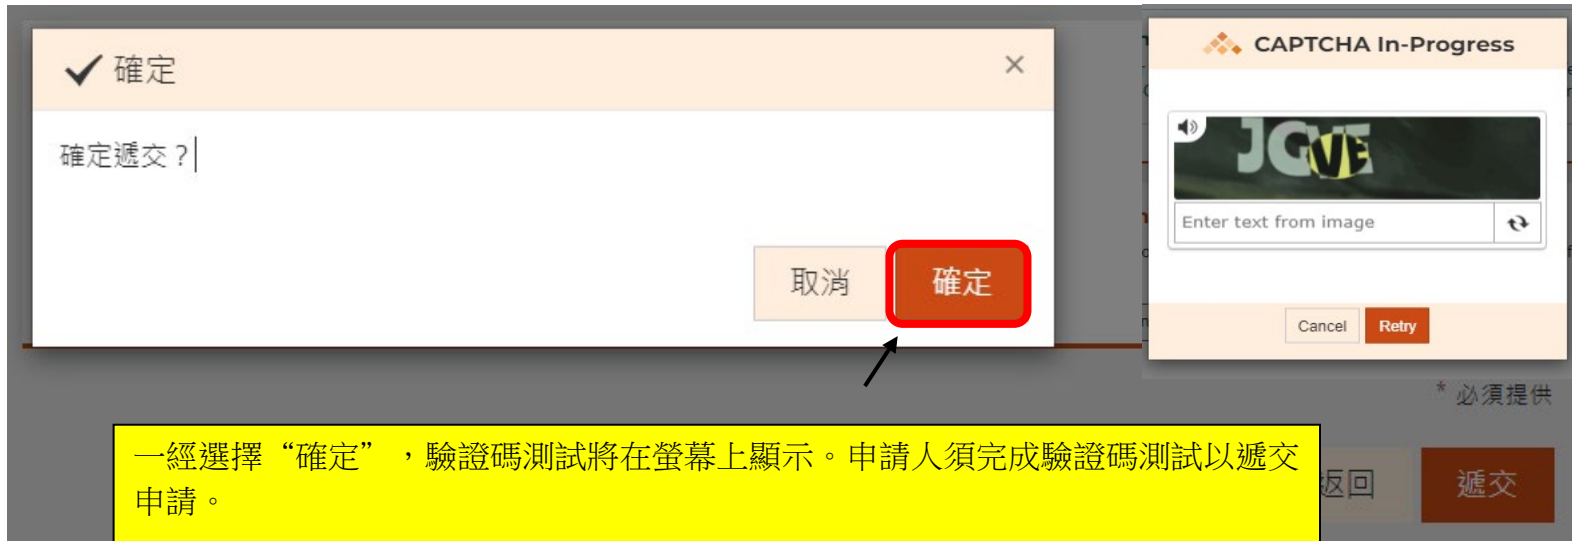 確定
×
確定遞交？
取消
確定
CAPTCHA In-Progress
JGVE
Enter text from image
Cancel
Retry
* 必須提供
一經選擇“確定”，驗證碼測試將在螢幕上顯示。申請人須完成驗證碼測試以遞交
申請。
返回
遞交